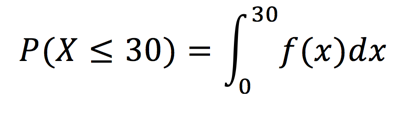 P(X ≤ 30) = ∫₀³⁰ f(x)dx